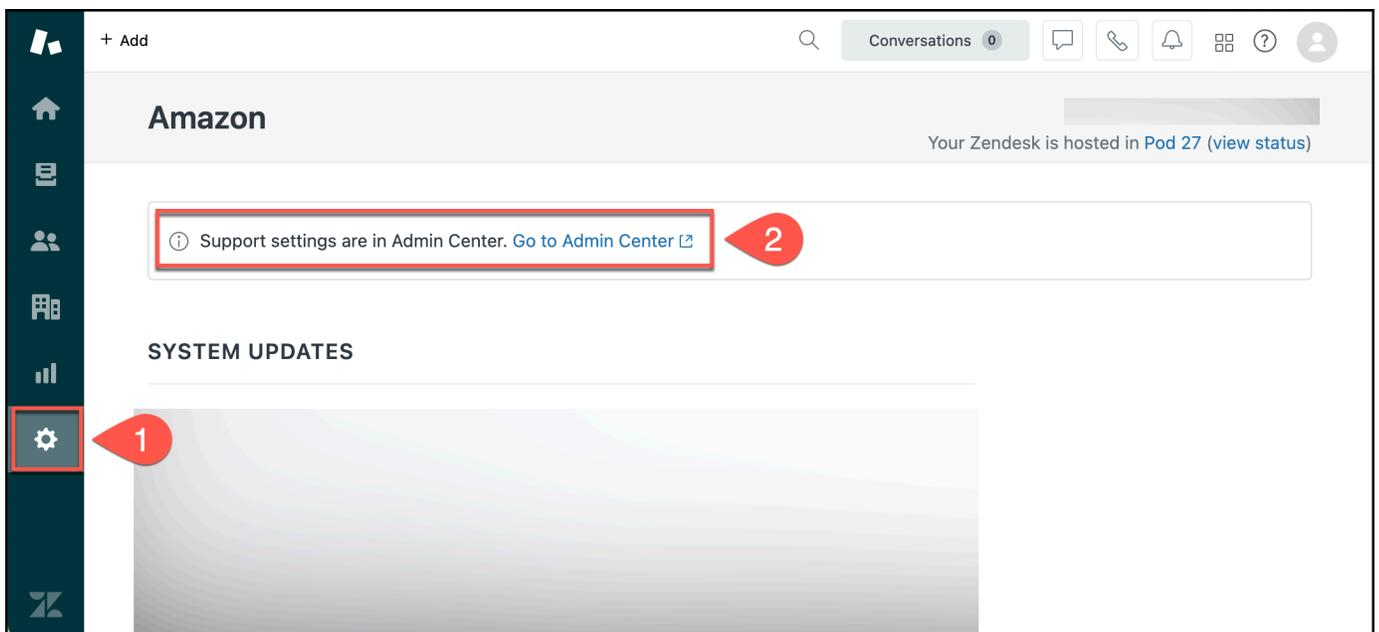 + Add
Conversations 0
Amazon
Your Zendesk is hosted in Pod 27 (view status)
Support settings are in Admin Center. Go to Admin Center
2
SYSTEM UPDATES
1